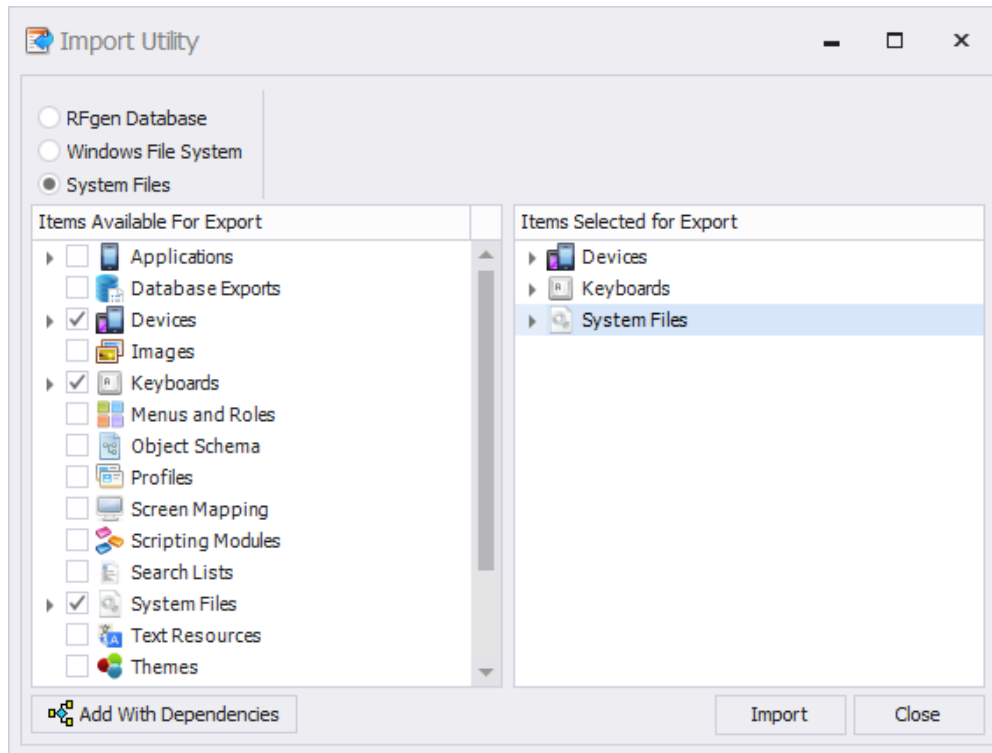 Import Utility
RFgen Database
Windows File System
System Files
Items Available For Export
Applications
Database Exports
Devices
Images
Keyboards
Menus and Roles
Object Schema
Profiles
Screen Mapping
Scripting Modules
Search Lists
System Files
Text Resources
Themes
Items Selected for Export
Devices
Keyboards
System Files
Add With Dependencies
Import
Close